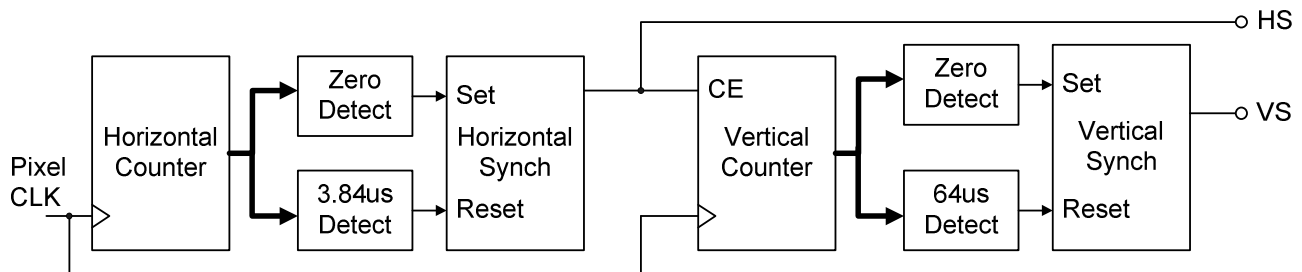 Pixel
CLK
Horizontal
Counter
Zero
Detect
3.84us
Detect
Set
Horizontal
Synch
Reset
CE
Vertical
Counter
Zero
Detect
64us
Detect
Set
Vertical
Synch
Reset
HS
VS